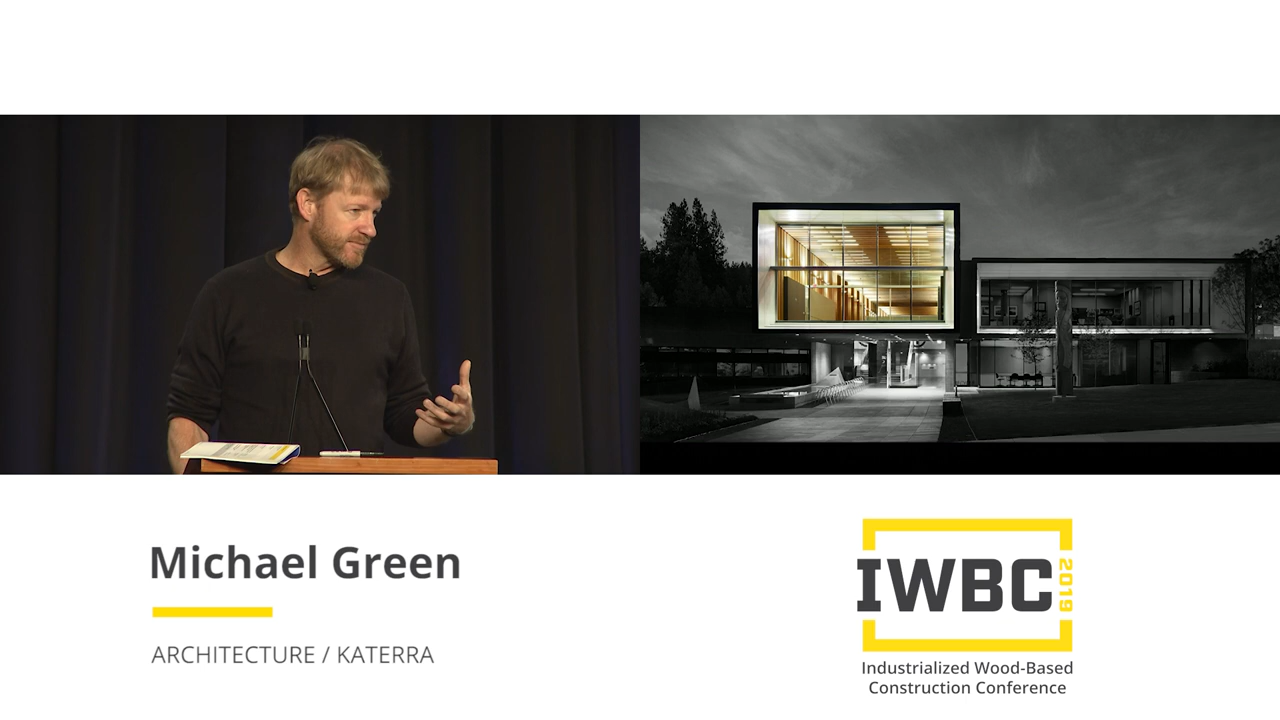 Michael Green
ARCHITECTURE / KATERRA
IWBC 2019
Industrialized Wood-Based
Construction Conference